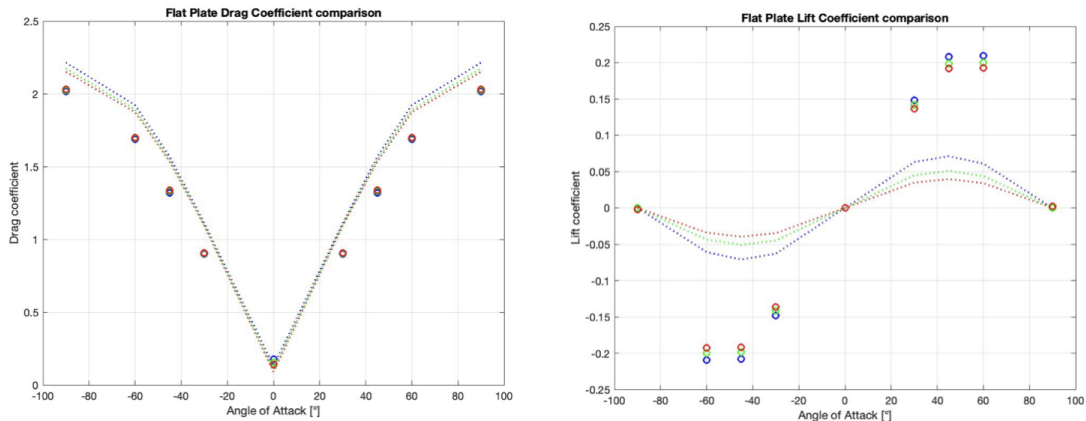 Flat Plate Drag Coefficient comparison
2.5
2
1.5
1
0.5
0
Drag coefficient
-100 -80 -60 -40 -20 0 20 40 60 80 100
Angle of Attack [°]
Flat Plate Lift Coefficient comparison
0.25
0.2
0.15
0.1
0.05
0
-0.05
-0.1
-0.15
-0.2
-0.25
Lift coefficient
-100 -80 -60 -40 -20 0 20 40 60 80 100
Angle of Attack [°]